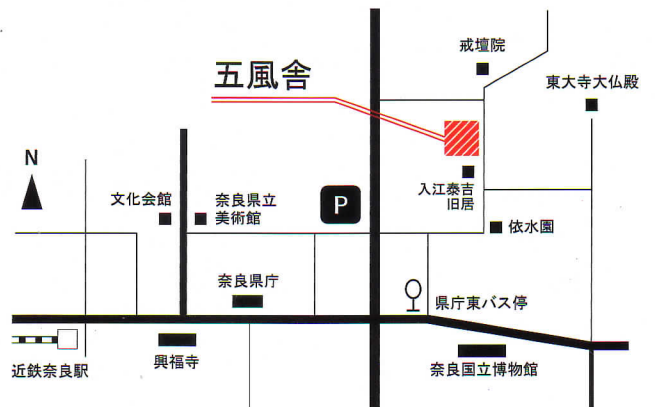 戒壇院
五風舎
東大寺大仏殿
N
文化会館
奈良県立
美術館
P
入江泰吉
旧居
依水園
奈良県庁
県庁東バス停
近鉄奈良駅
興福寺
奈良国立博物館